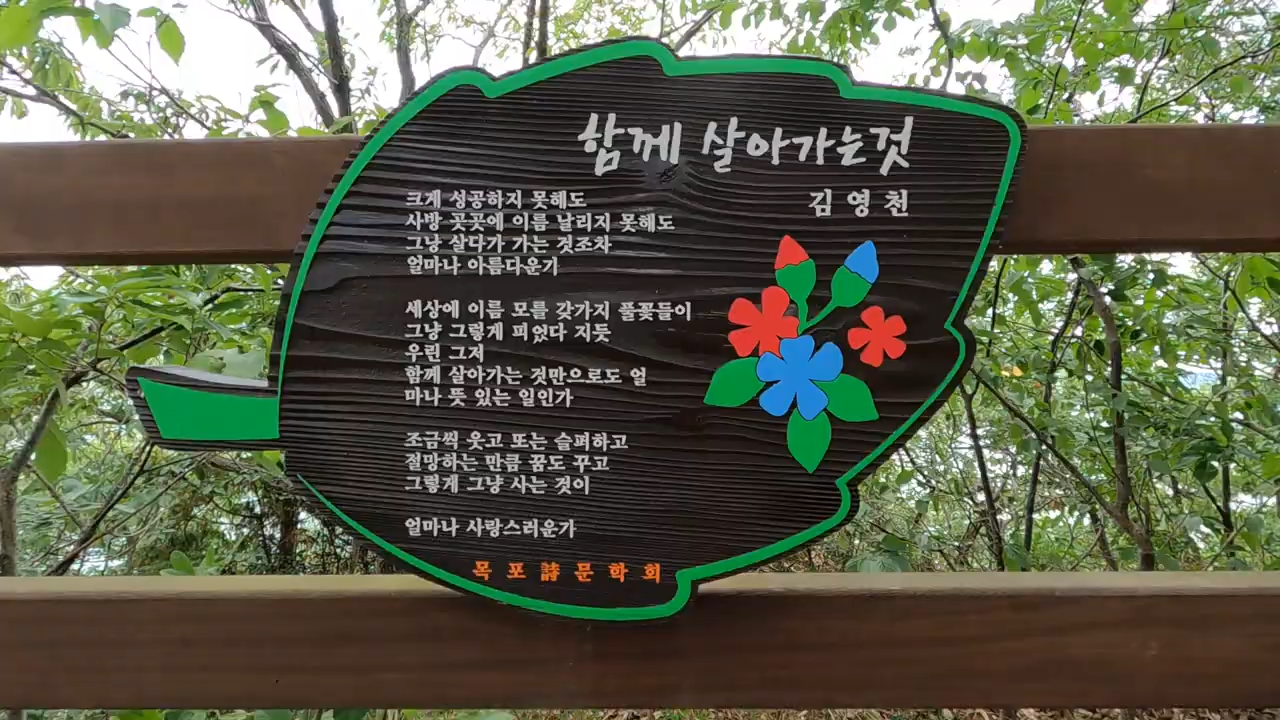 함께 살아가는것
김영천
크게 성공하지 못해도
사방 곳곳에 이름 날리지 못해도
그냥 살다가 가는 것조차
얼마나 아름다운가
세상에 이름 모를 갖가지 풀꽃들이
그냥 그렇게 피었다 지듯
우린 그저
함께 살아가는 것만으로도 얼
마나 뜻 있는 일인가
조금씩 웃고 또는 슬퍼하고
절망하는 만큼 꿈도 꾸고
그렇게 그냥 사는 것이
얼마나 사랑스러운가
목포詩문학회